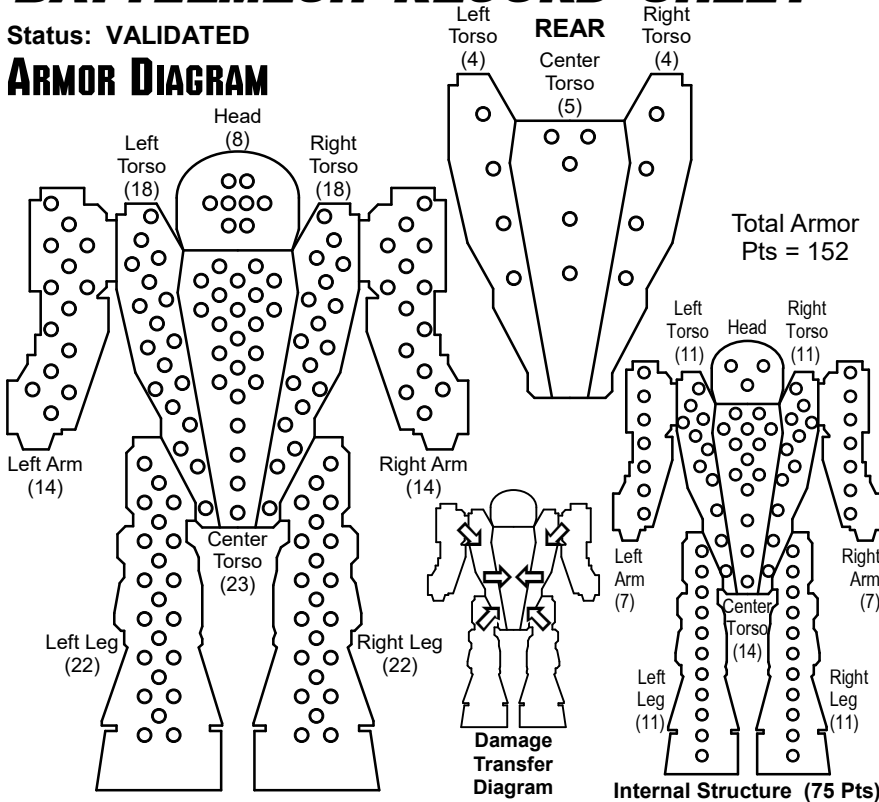 BATTLEMECH RECORD SHEET
Status: VALIDATED
ARMOR DIAGRAM
Head
(8)
Left
Torso
(18)
Right
Torso
(18)
Left Arm
(14)
Right Arm
(14)
Center
Torso
(23)
Left Leg
(22)
Right Leg
(22)
REAR
Left
Torso
(4)
Center
Torso
(5)
Right
Torso
(4)
Total Armor
Pts = 152
Damage
Transfer
Diagram
Left
Torso
(11)
Head
Right
Torso
(11)
Left
Arm
(7)
Right
Arm
(7)
Center
Torso
(14)
Left
Leg
(11)
Right
Leg
(11)
Internal Structure (75 Pts)